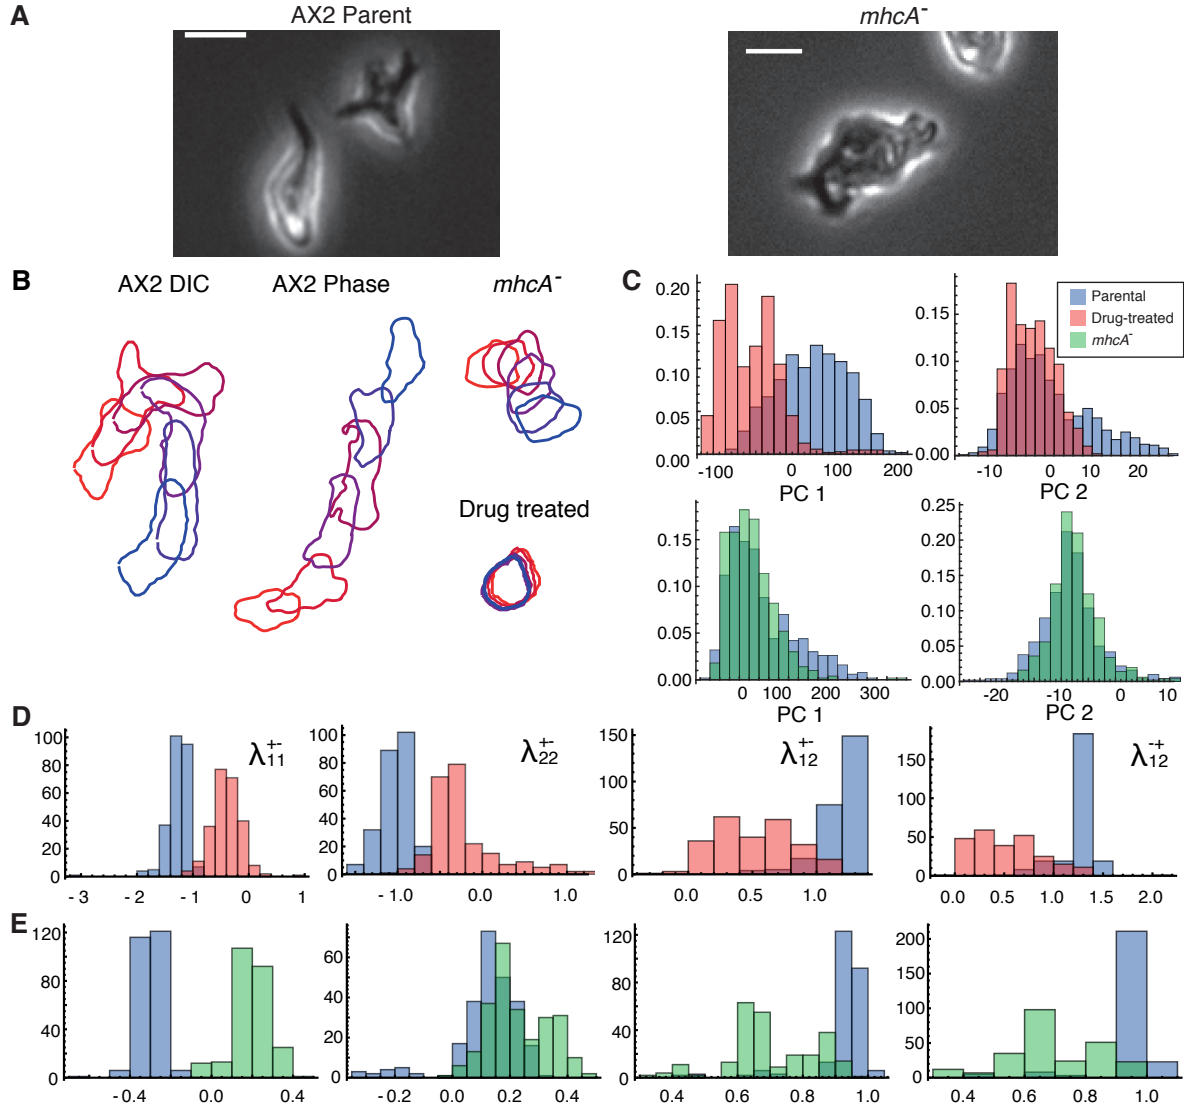 A
AX2 Parent
mhcA-
B
AX2 DIC
AX2 Phase
mhcA-
Drug treated
C
0.20
0.15
0.10
0.05
0.00
-100 0 100 200
PC 1
0.15
0.10
0.05
0.00
-10 0 10 20
PC 2
Parental
Drug-treated
mhcA-
0.15
0.10
0.05
0.00
0 100 200 300
PC 1
0.25
0.20
0.15
0.10
0.05
0.00
-20 -10 0 10
PC 2
D
100
80
60
40
20
0
-3 -2 -1 0 1
λ11+-
100
80
60
40
20
0
-1.0 0.0 1.0
λ22+-
150
100
50
0
0.0 0.5 1.0
λ12+-
150
100
50
0
0.0 0.5 1.0 1.5 2.0
λ12-+
E
120
80
40
0
-0.4 0.0 0.4
60
40
20
0
-0.2 0.0 0.2 0.4
120
80
40
0
0.4 0.6 0.8 1.0
200
150
100
50
0
0.4 0.6 0.8 1.0